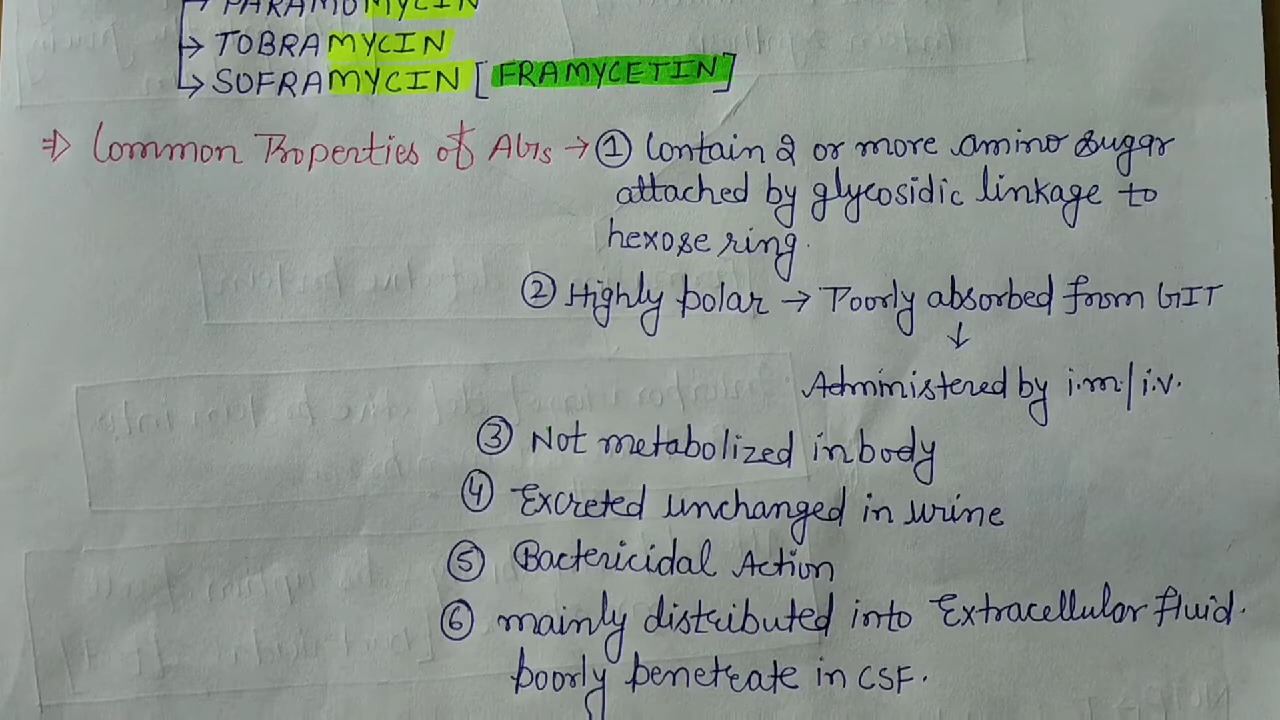 → PARAMOMYCIN
→ TOBRAMYCIN
→ SOFRAMYCIN [FRAMYCETIN]
⇒ Common Properties of AGs → ① Contain 2 or more amino sugar
attached by glycosidic linkage to
hexose ring.
② Highly polar → Poorly absorbed from GIT
↓
Administered by i.m./i.v.
③ Not metabolized in body
④ Excreted unchanged in urine
⑤ Bactericidal Action
⑥ mainly distributed into Extracellular fluid.
poorly penetrate in CSF.